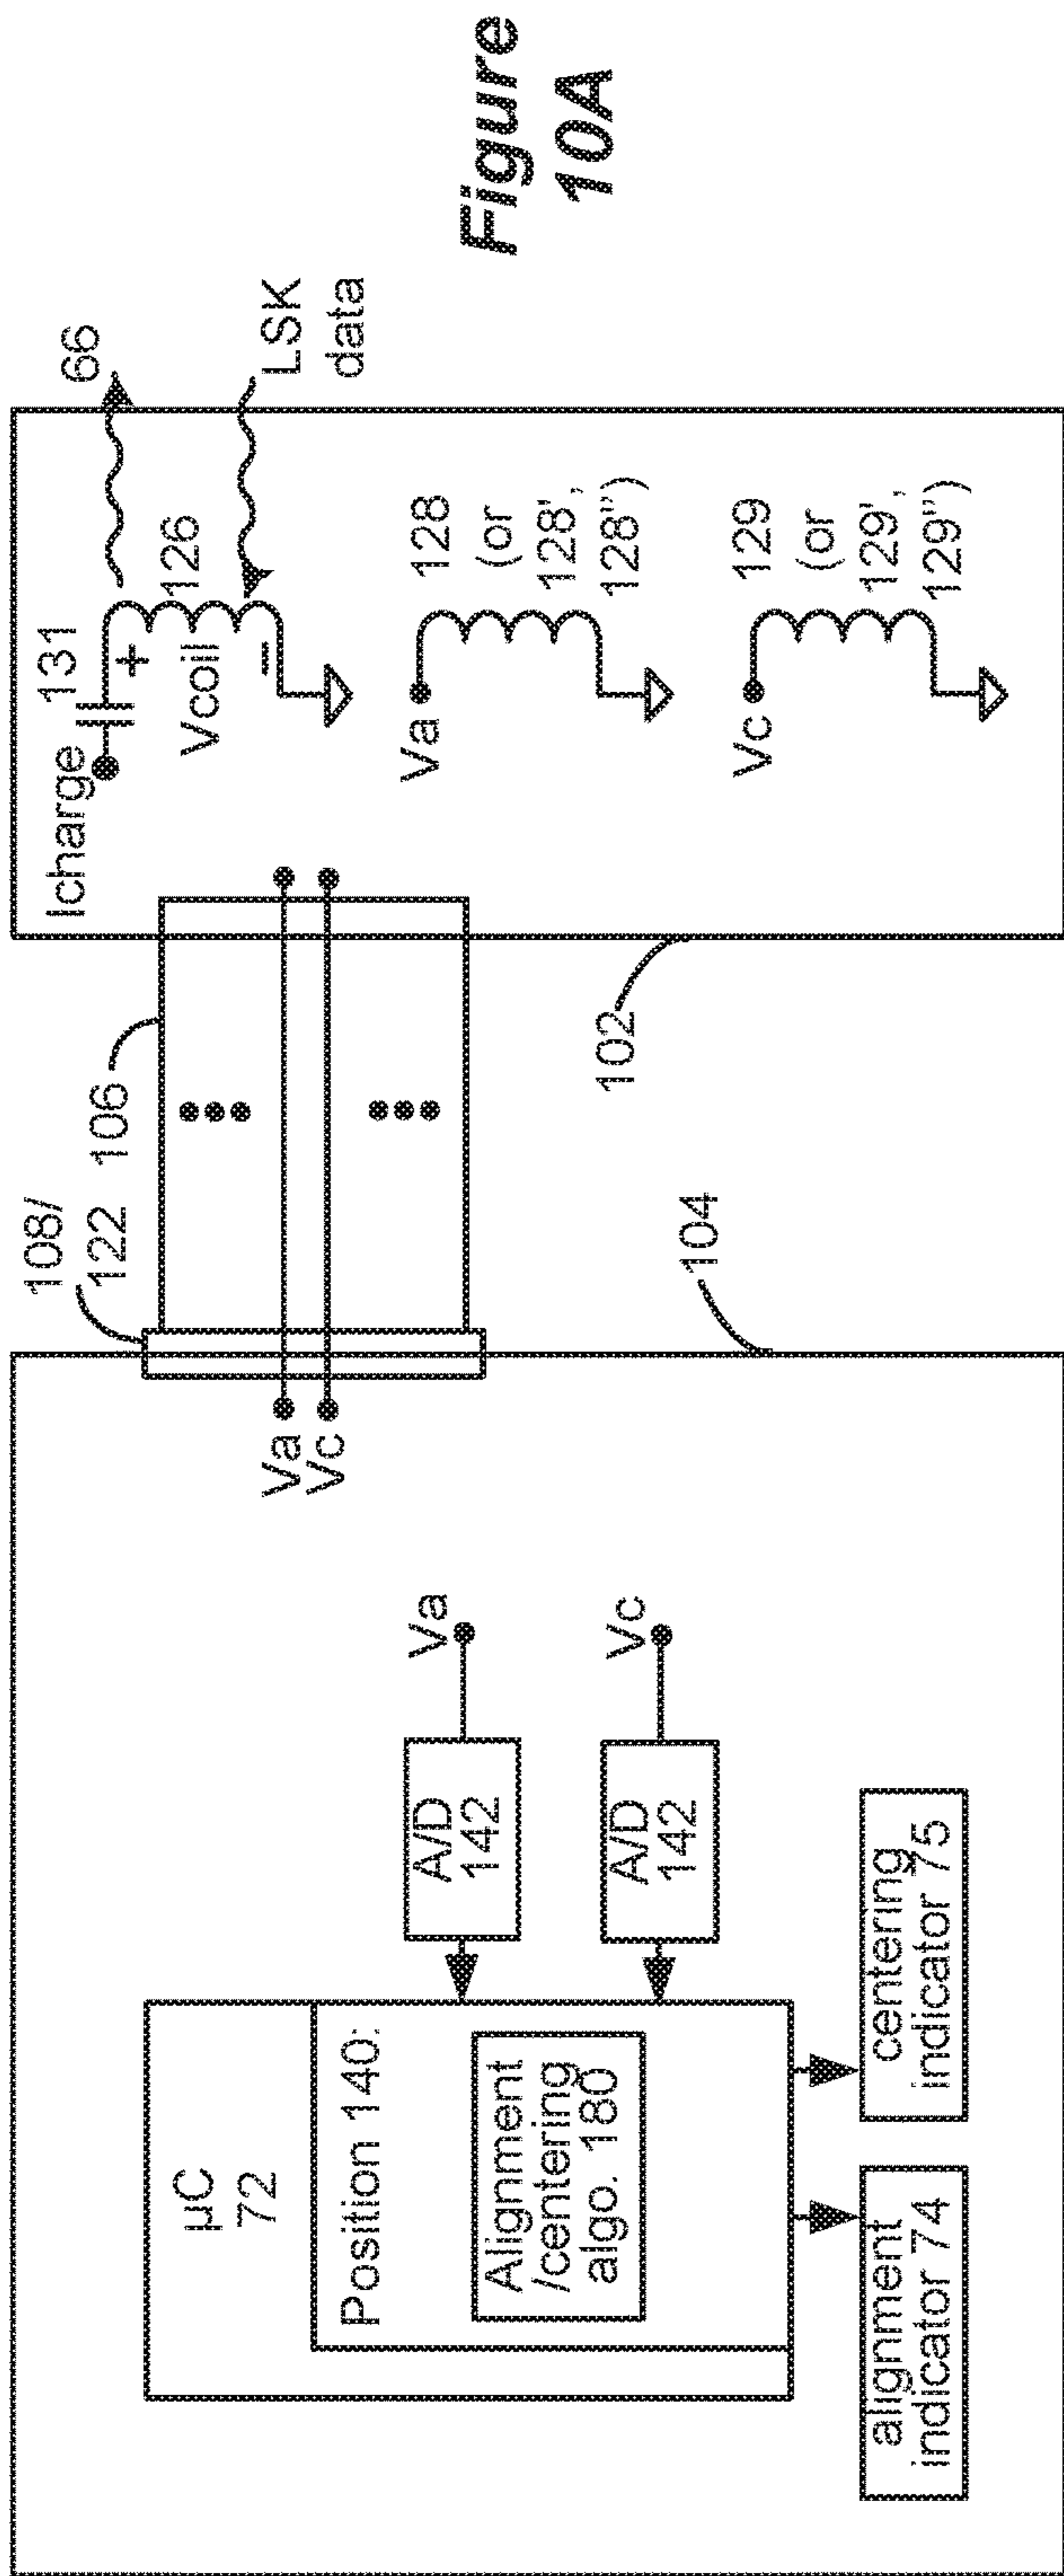 µC
72
Position 140:
Alignment
/centering
algo. 180
A/D
142
Va
A/D
142
Vc
alignment
indicator 74
centering
indicator 75
Va
Vc
104
108/
122
106
102
Icharge
131
+
Vcoil
–
126
66
LSK
data
Va
128
(or
128',
128'')
Vc
129
(or
129',
129'')
Figure
10A